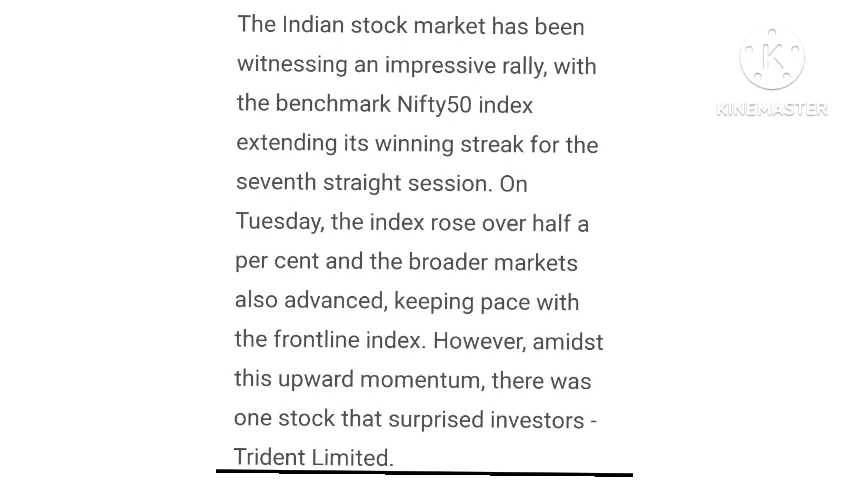 The Indian stock market has been
witnessing an impressive rally, with
the benchmark Nifty50 index
extending its winning streak for the
seventh straight session. On
Tuesday, the index rose over half a
per cent and the broader markets
also advanced, keeping pace with
the frontline index. However, amidst
this upward momentum, there was
one stock that surprised investors -
Trident Limited.
K
KINEMASTER